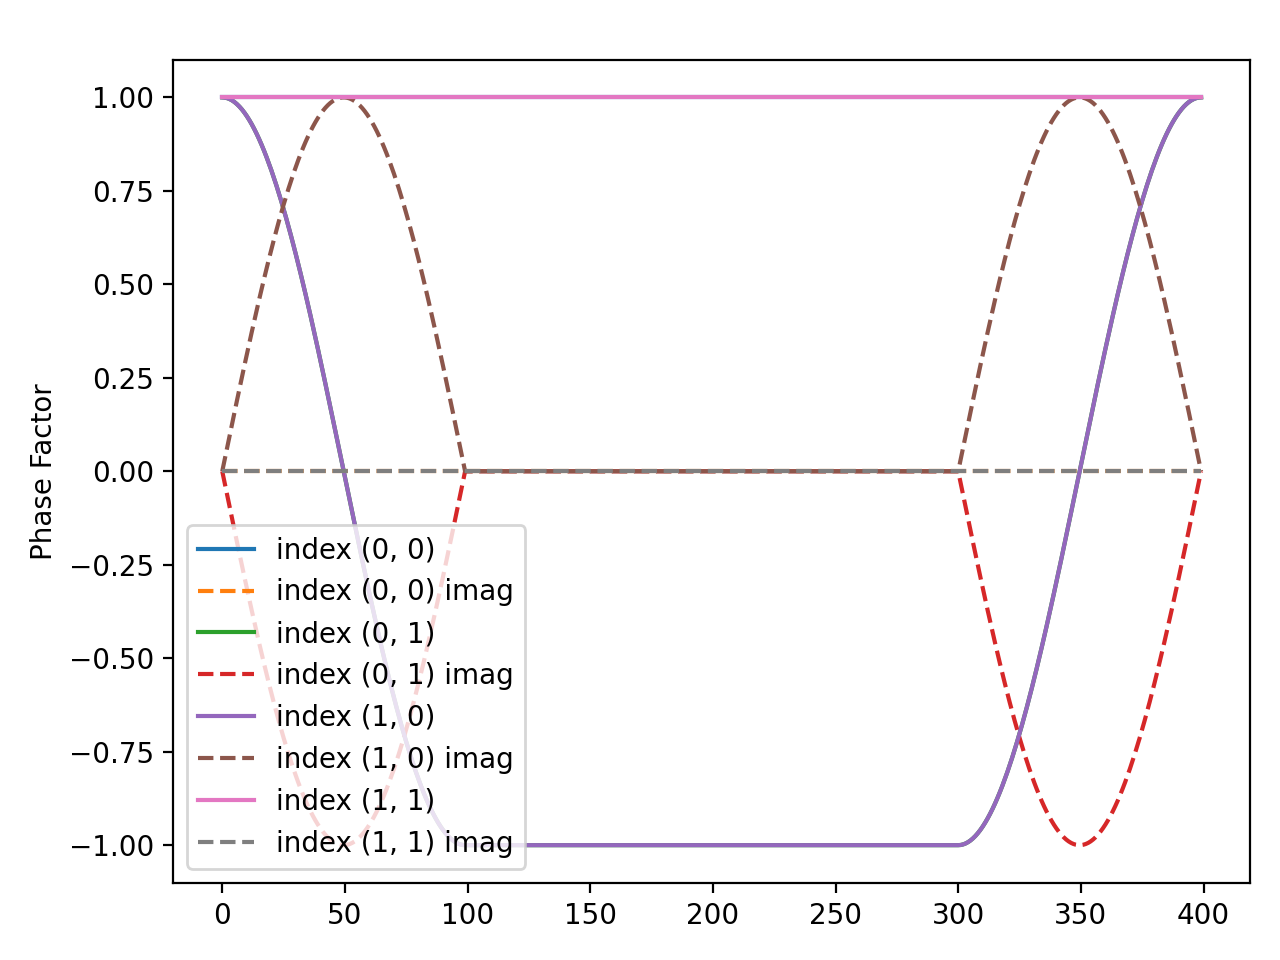 1.00
0.75
0.50
0.25
0.00
−0.25
−0.50
−0.75
−1.00
Phase Factor
index (0, 0)
index (0, 0) imag
index (0, 1)
index (0, 1) imag
index (1, 0)
index (1, 0) imag
index (1, 1)
index (1, 1) imag
0 50 100 150 200 250 300 350 400